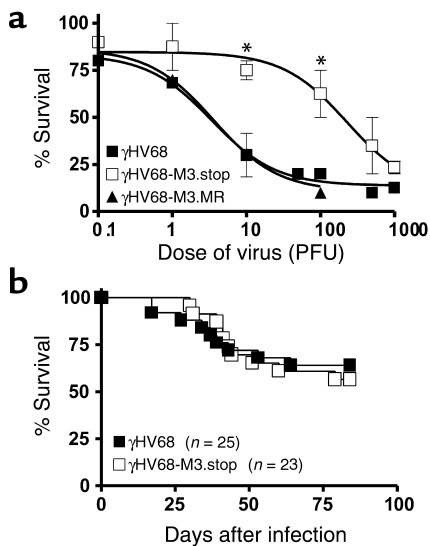 a
% Survival
100
75
50
25
0
* *
γHV68
γHV68-M3.stop
γHV68-M3.MR
0.1 1 10 100 1000
Dose of virus (PFU)
b
% Survival
100
75
50
25
0
γHV68 (n = 25)
γHV68-M3.stop (n = 23)
0 25 50 75 100
Days after infection